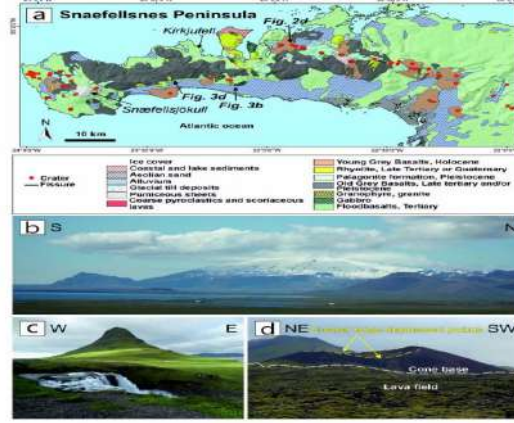 a
Snaefellsnes Peninsula
Kirkjufell
Fig. 2d
Fig. 3d
Fig. 3b
Snæfellsjökull
N
10 km
Atlantic ocean
Crater
Fissure
Ice cover
Coastal and lake sediments
Aeolian sand
Alluvium
Glacial till deposits
Pumiceous sheets
Coarse pyroclastics and scoriaceous
lavas
Young Grey Basalts, Holocene
Rhyolite, Late Tertiary or Quaternary
Palagonite formation, Pleistocene
Old Grey Basalts, Late tertiary and/or
Pleistocene
Granophyre, granite
Gabbro
Floodbasalts, Tertiary
b
S
N
c
W
E
d
NE
SW
Cone base
Lava field